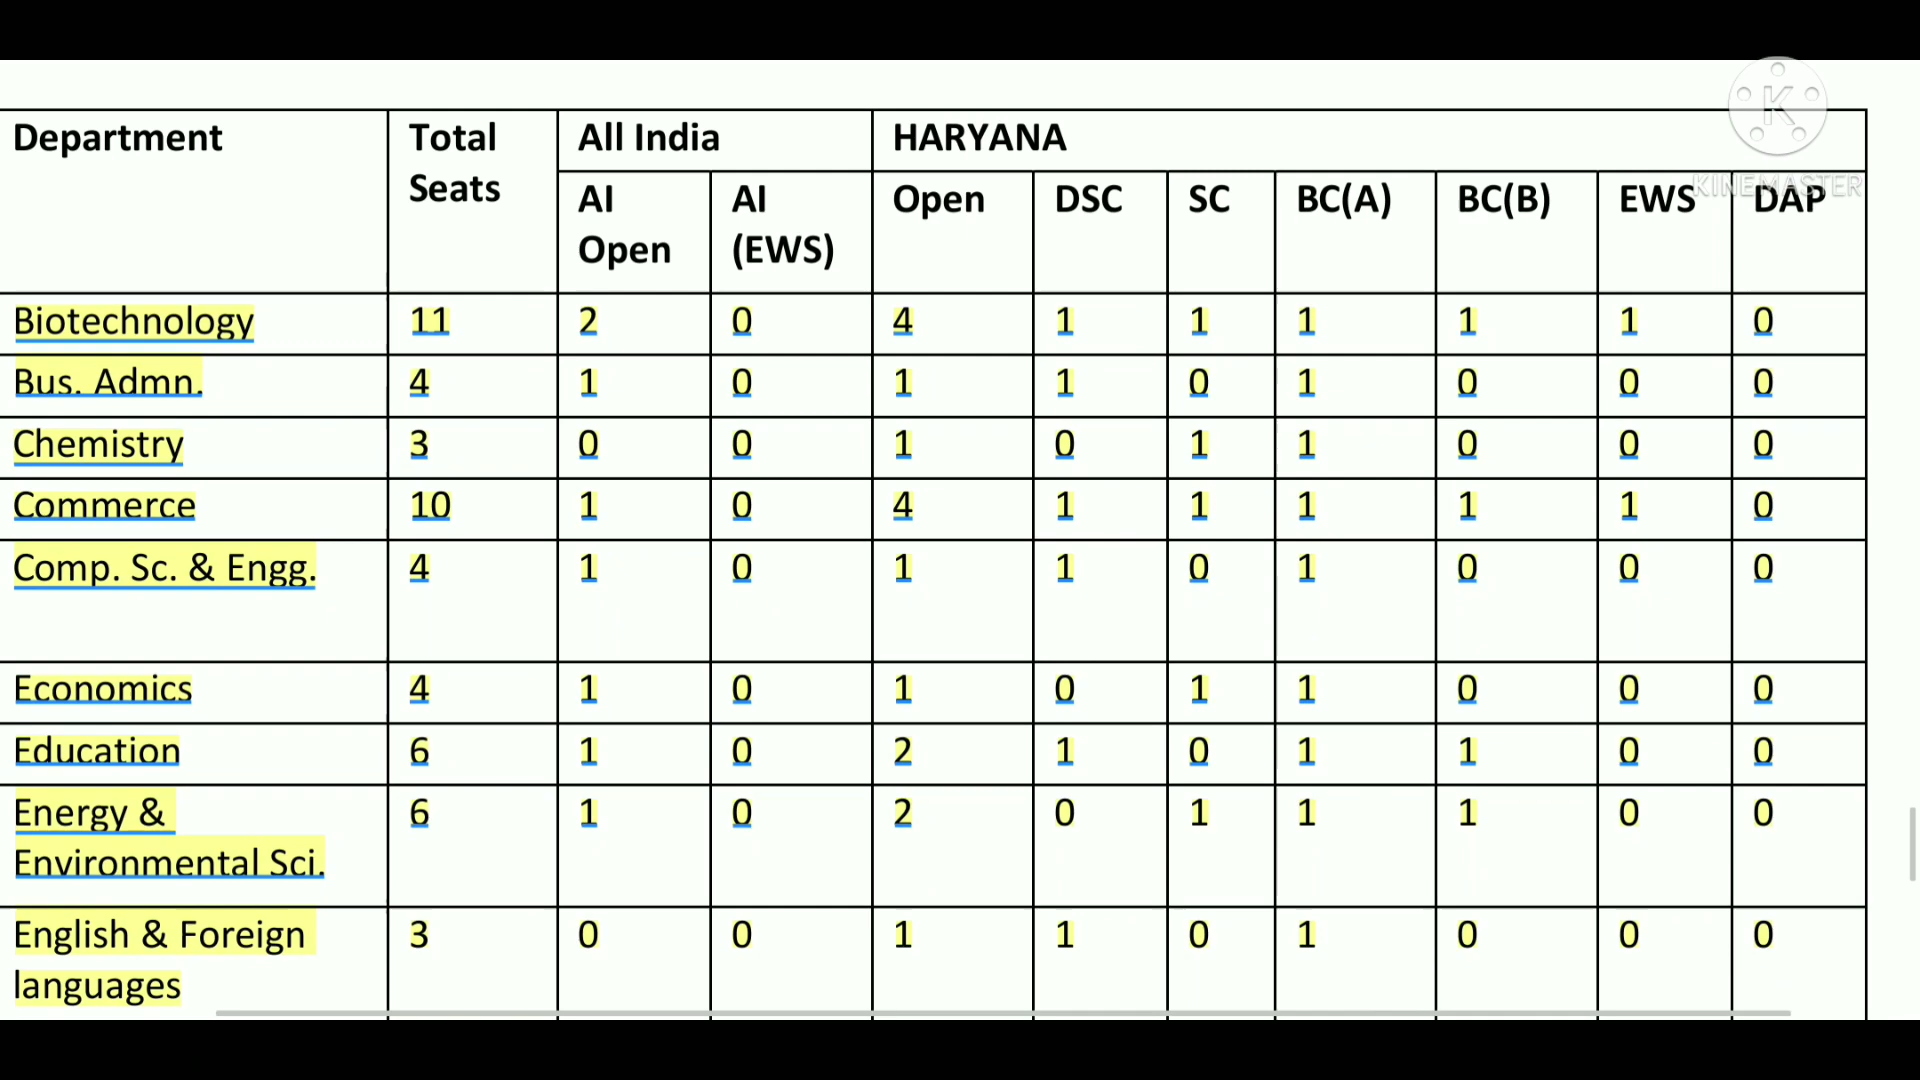 Department Total Seats All India HARYANA
AI Open AI (EWS) Open DSC SC BC(A) BC(B) EWS DAP
Biotechnology 11 2 0 4 1 1 1 1 1 0
Bus. Admn. 4 1 0 1 1 0 1 0 0 0
Chemistry 3 0 0 1 0 1 1 0 0 0
Commerce 10 1 0 4 1 1 1 1 1 0
Comp. Sc. & Engg. 4 1 0 1 1 0 1 0 0 0
Economics 4 1 0 1 0 1 1 0 0 0
Education 6 1 0 2 1 0 1 1 0 0
Energy & 6 1 0 2 0 1 1 1 0 0
Environmental Sci.
English & Foreign 3 0 0 1 1 0 1 0 0 0
languages
K
KINEMASTER